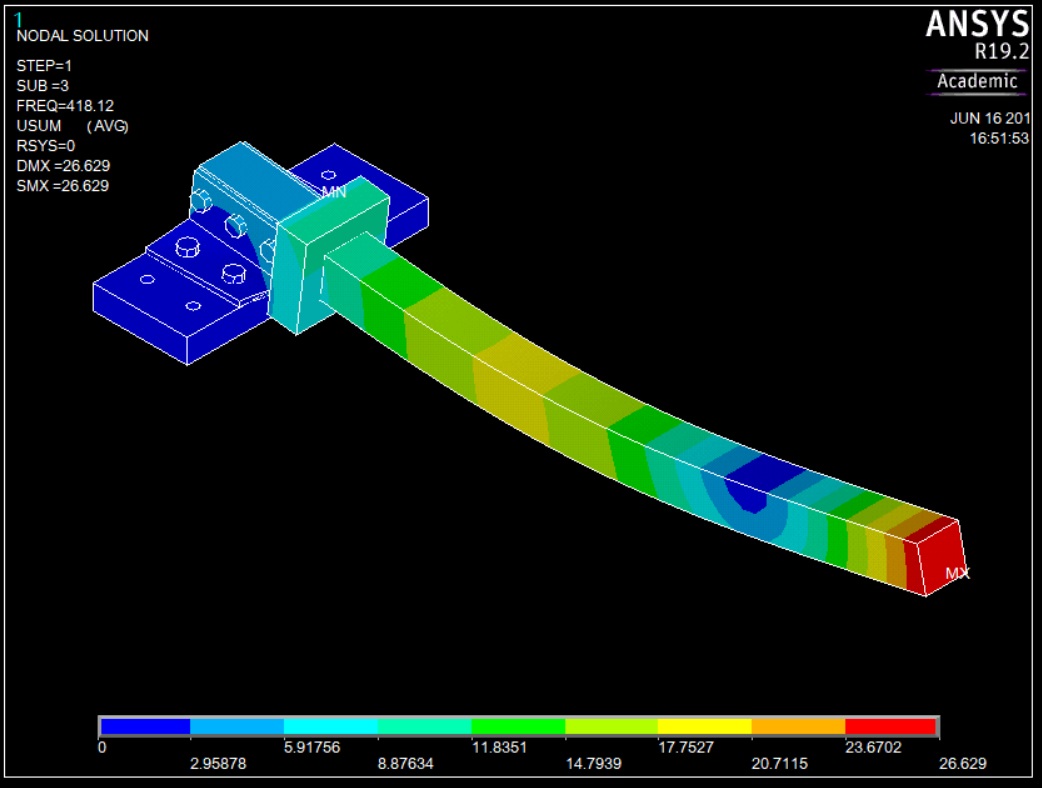 1
NODAL SOLUTION
STEP=1
SUB =3
FREQ=418.12
USUM (AVG)
RSYS=0
DMX =26.629
SMX =26.629
ANSYS
R19.2
Academic
JUN 16 201
16:51:53
MN
MX
0 5.91756 11.8351 17.7527 23.6702
2.95878 8.87634 14.7939 20.7115 26.629